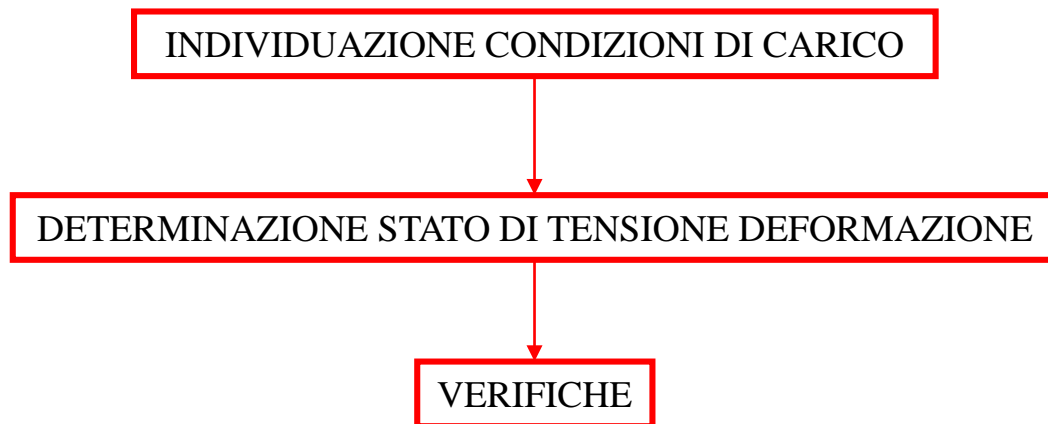 INDIVIDUAZIONE CONDIZIONI DI CARICO
DETERMINAZIONE STATO DI TENSIONE DEFORMAZIONE
VERIFICHE